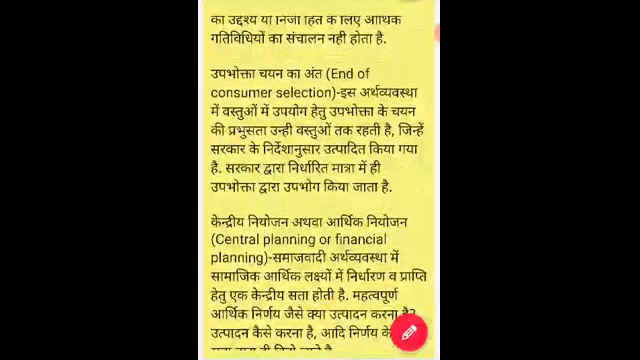 का उद्देश्य या निजी हित के लिए आर्थिक
गतिविधियों का संचालन नही होता है.
उपभोक्ता चयन का अंत (End of
consumer selection)-इस अर्थव्यवस्था
में वस्तुओं में उपयोग हेतु उपभोक्ता के चयन
की प्रभुसता उन्ही वस्तुओं तक रहती है, जिन्हें
सरकार के निर्देशानुसार उत्पादित किया गया
है. सरकार द्वारा निर्धारित मात्रा में ही
उपभोक्ता द्वारा उपभोग किया जाता है.
केन्द्रीय नियोजन अथवा आर्थिक नियोजन
(Central planning or financial
planning)-समाजवादी अर्थव्यवस्था में
सामाजिक आर्थिक लक्ष्यों में निर्धारण व प्राप्ति
हेतु एक केन्द्रीय सता होती है. महत्वपूर्ण
आर्थिक निर्णय जैसे क्या उत्पादन करना है?
उत्पादन कैसे करना है, आदि निर्णय के